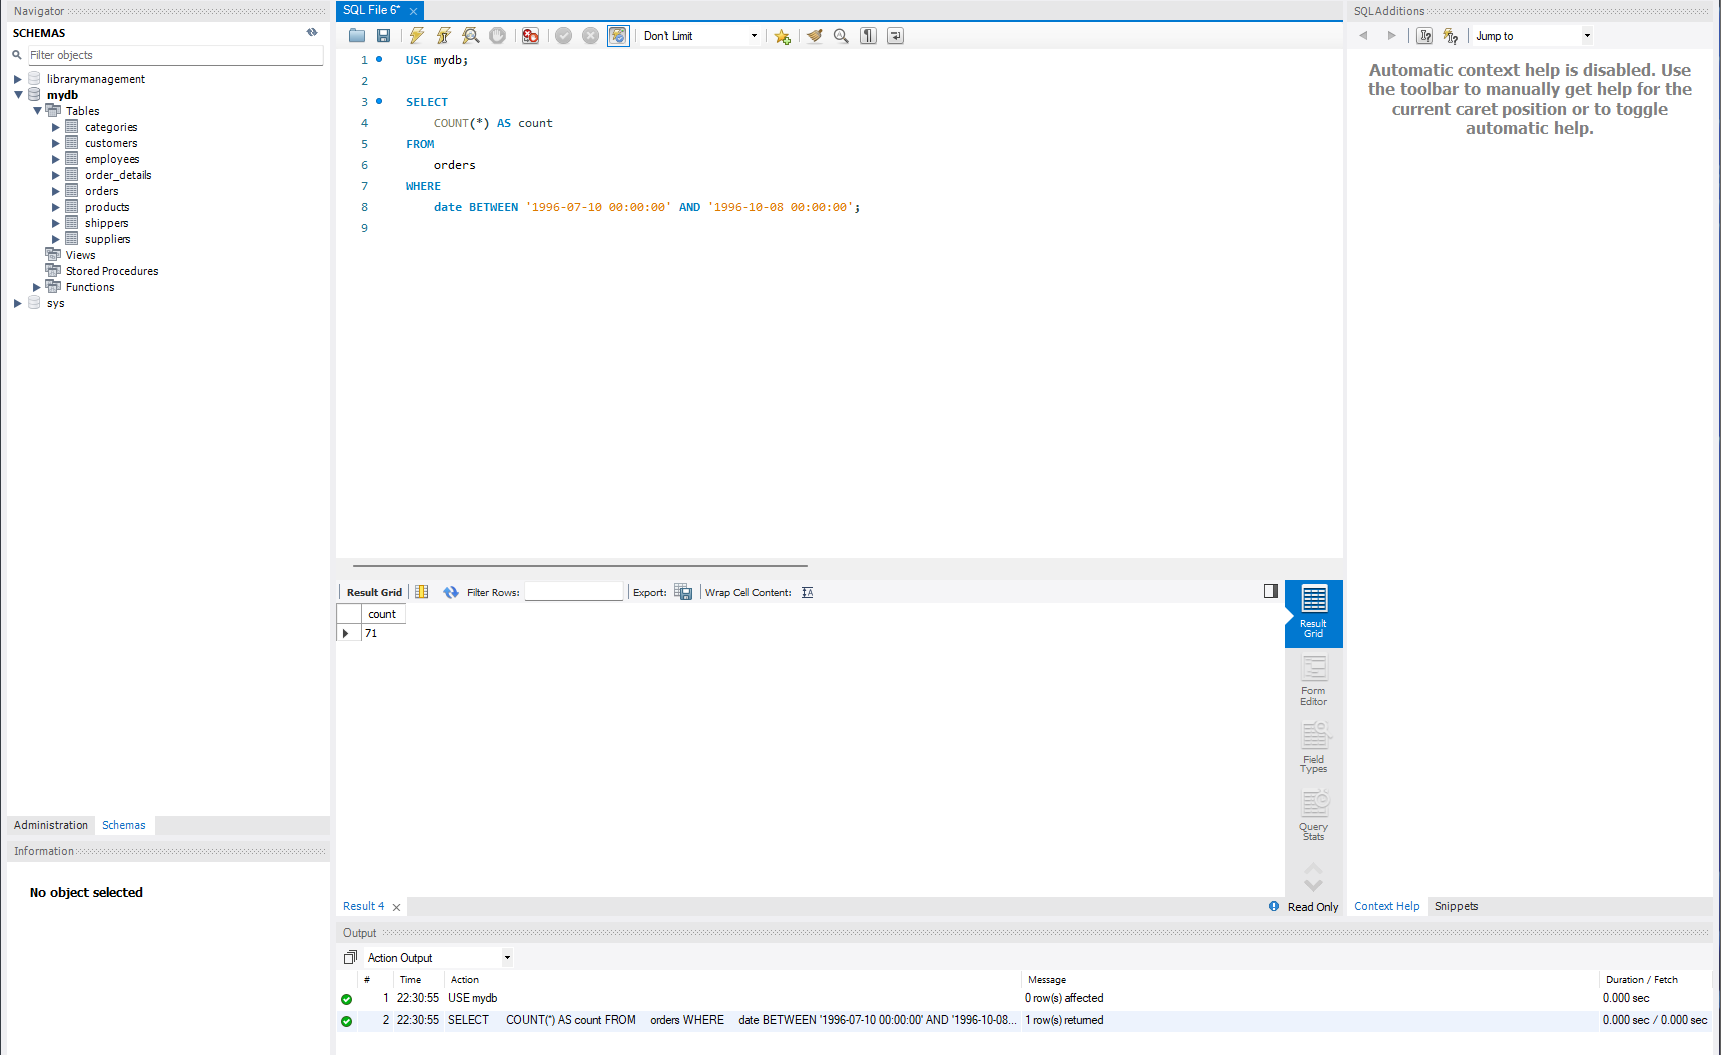 Navigator
SCHEMAS
Filter objects
librarymanagement
mydb
Tables
categories
customers
employees
order_details
orders
products
shippers
suppliers
Views
Stored Procedures
Functions
sys
Administration Schemas
Information
No object selected
SQL File 6*
Don't Limit
1 USE mydb;
2
3 SELECT
4 COUNT(*) AS count
5 FROM
6 orders
7 WHERE
8 date BETWEEN '1996-07-10 00:00:00' AND '1996-10-08 00:00:00';
9
Result Grid Filter Rows: Export: Wrap Cell Content:
count
71
Result
Grid
Form
Editor
Field
Types
Query
Stats
Result 4
Read Only
SQLAdditions
Jump to
Automatic context help is disabled. Use
the toolbar to manually get help for the
current caret position or to toggle
automatic help.
Context Help Snippets
Output
Action Output
# Time Action Message Duration / Fetch
1 22:30:55 USE mydb 0 row(s) affected 0.000 sec
2 22:30:55 SELECT COUNT(*) AS count FROM orders WHERE date BETWEEN '1996-07-10 00:00:00' AND '1996-10-08... 1 row(s) returned 0.000 sec / 0.000 sec